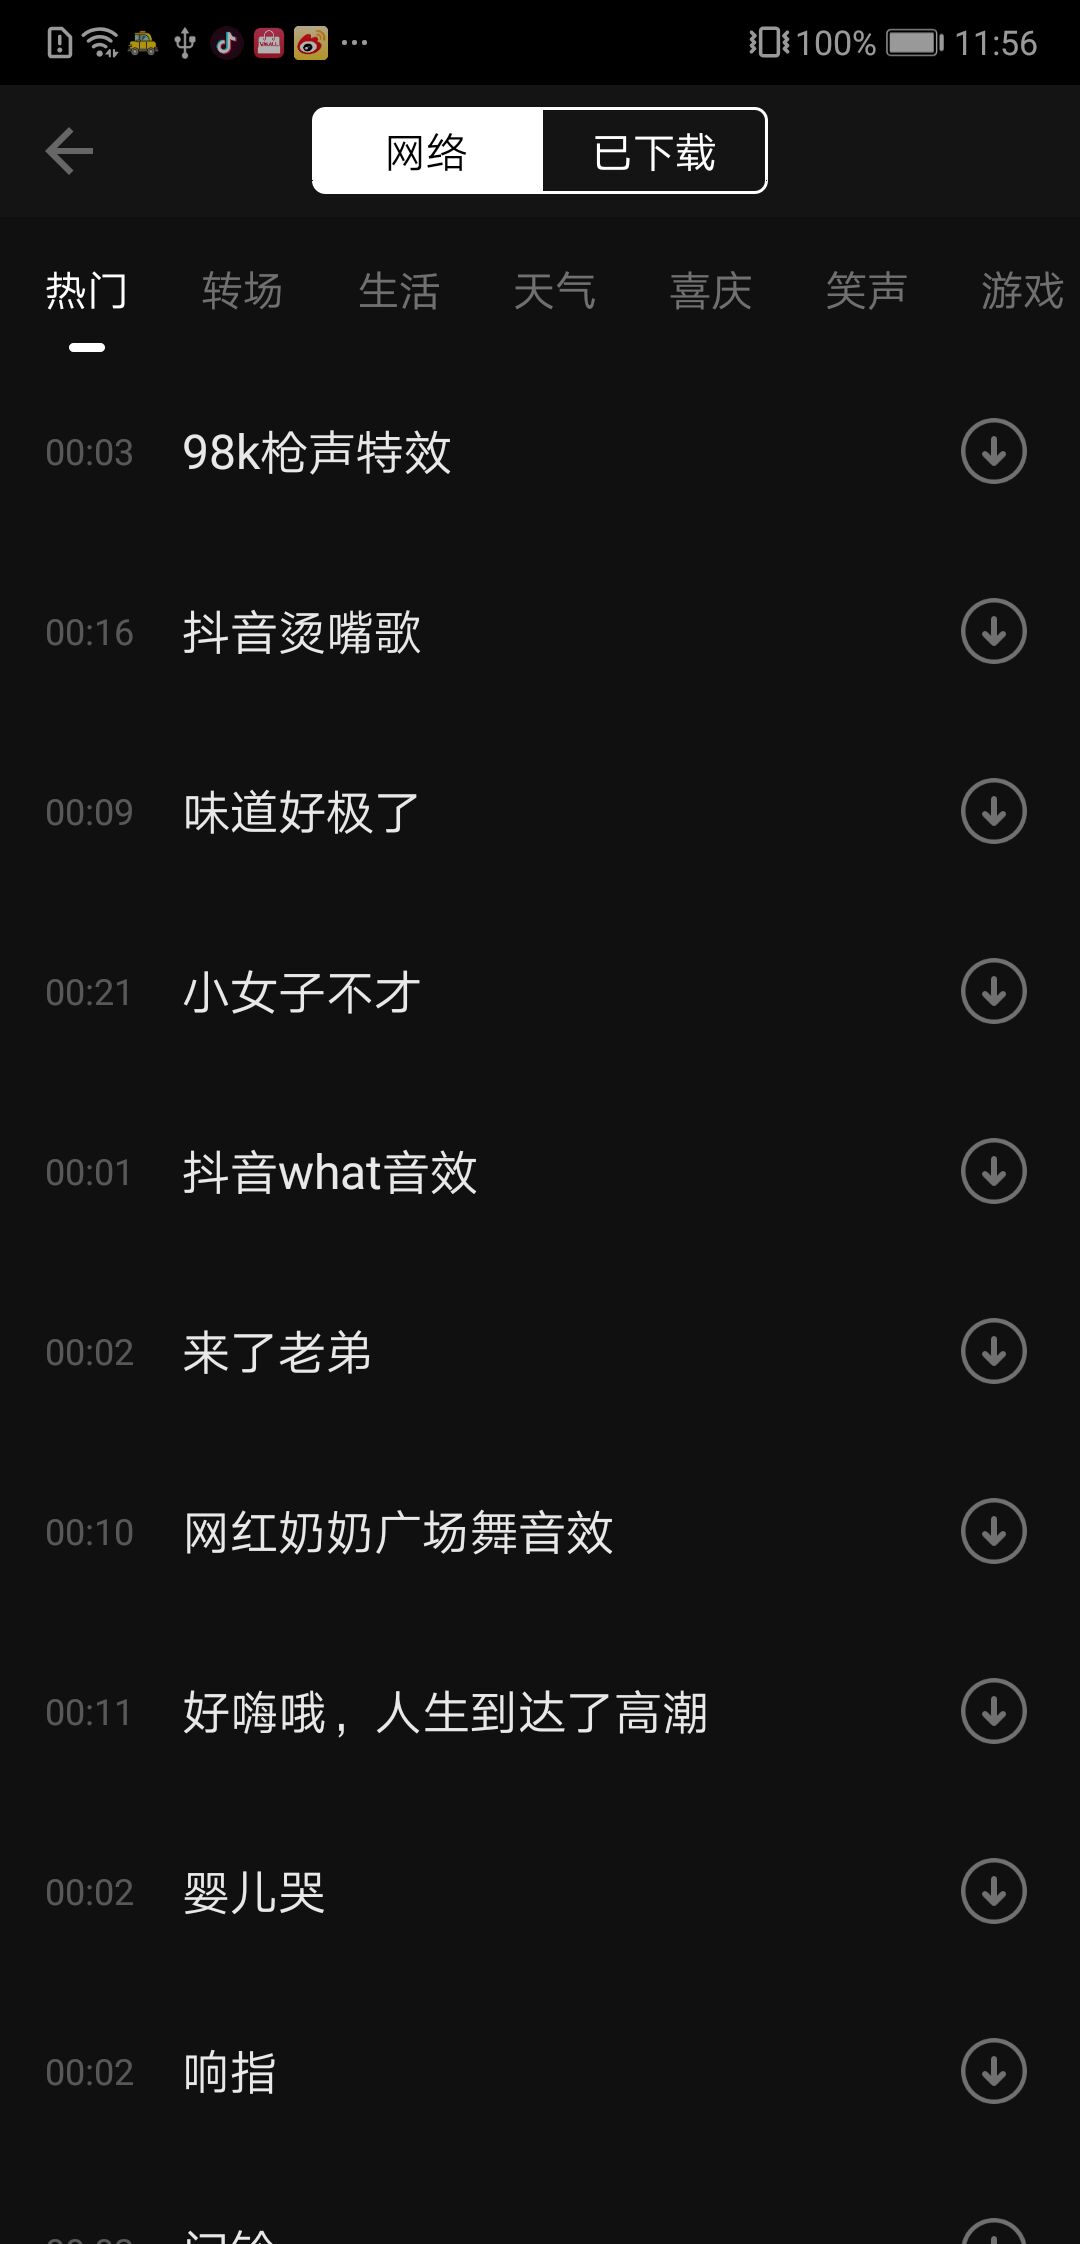 100% 11:56
网络 已下载
热门 转场 生活 天气 喜庆 笑声 游戏
00:03 98k枪声特效
00:16 抖音烫嘴歌
00:09 味道好极了
00:21 小女子不才
00:01 抖音what音效
00:02 来了老弟
00:10 网红奶奶广场舞音效
00:11 好嗨哦，人生到达了高潮
00:02 婴儿哭
00:02 响指